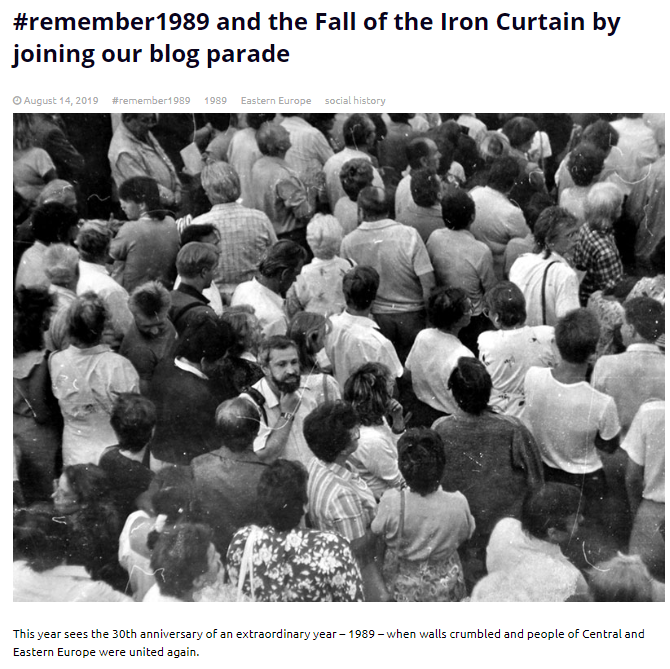 #remember1989 and the Fall of the Iron Curtain by
joining our blog parade
August 14, 2019 #remember1989 1989 Eastern Europe social history
This year sees the 30th anniversary of an extraordinary year – 1989 – when walls crumbled and people of Central and
Eastern Europe were united again.